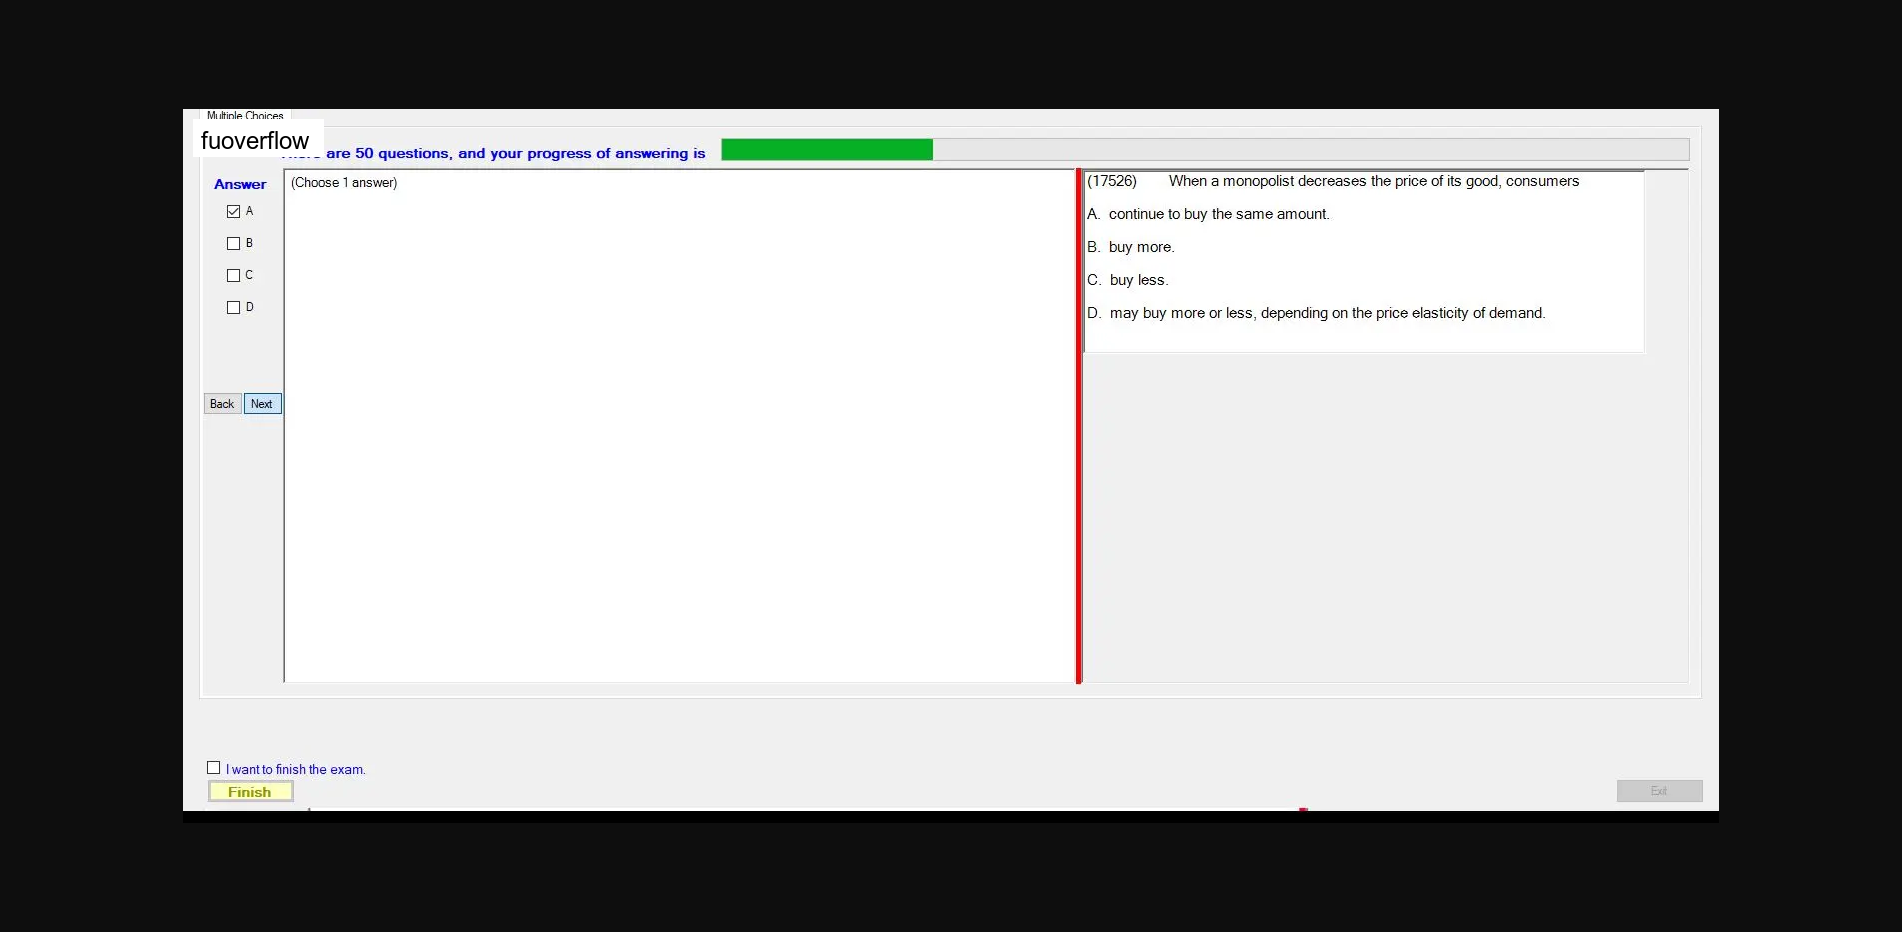 Multiple Choices
fuoverflow
are 50 questions, and your progress of answering is
Answer
(Choose 1 answer)
A
B
C
D
Back Next
(17526) When a monopolist decreases the price of its good, consumers
A. continue to buy the same amount.
B. buy more.
C. buy less.
D. may buy more or less, depending on the price elasticity of demand.
I want to finish the exam.
Finish
Exit